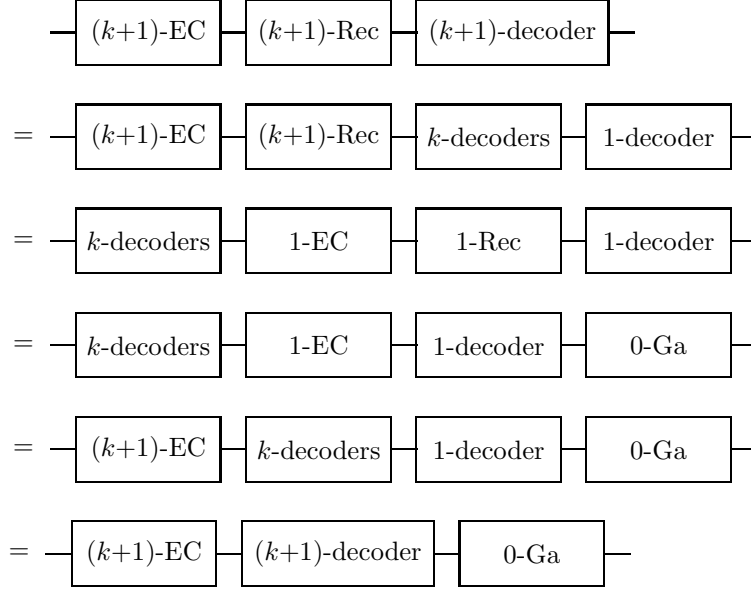 (k+1)-EC (k+1)-Rec (k+1)-decoder
= (k+1)-EC (k+1)-Rec k-decoders 1-decoder
= k-decoders 1-EC 1-Rec 1-decoder
= k-decoders 1-EC 1-decoder 0-Ga
= (k+1)-EC k-decoders 1-decoder 0-Ga
= (k+1)-EC (k+1)-decoder 0-Ga